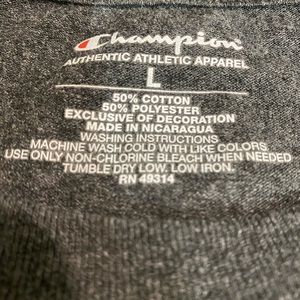 Champion
AUTHENTIC ATHLETIC APPAREL
L
50% COTTON
50% POLYESTER
EXCLUSIVE OF DECORATION
MADE IN NICARAGUA
WASHING INSTRUCTIONS
MACHINE WASH COLD WITH LIKE COLORS.
USE ONLY NON-CHLORINE BLEACH WHEN NEEDED
TUMBLE DRY LOW. LOW IRON.
RN 49314